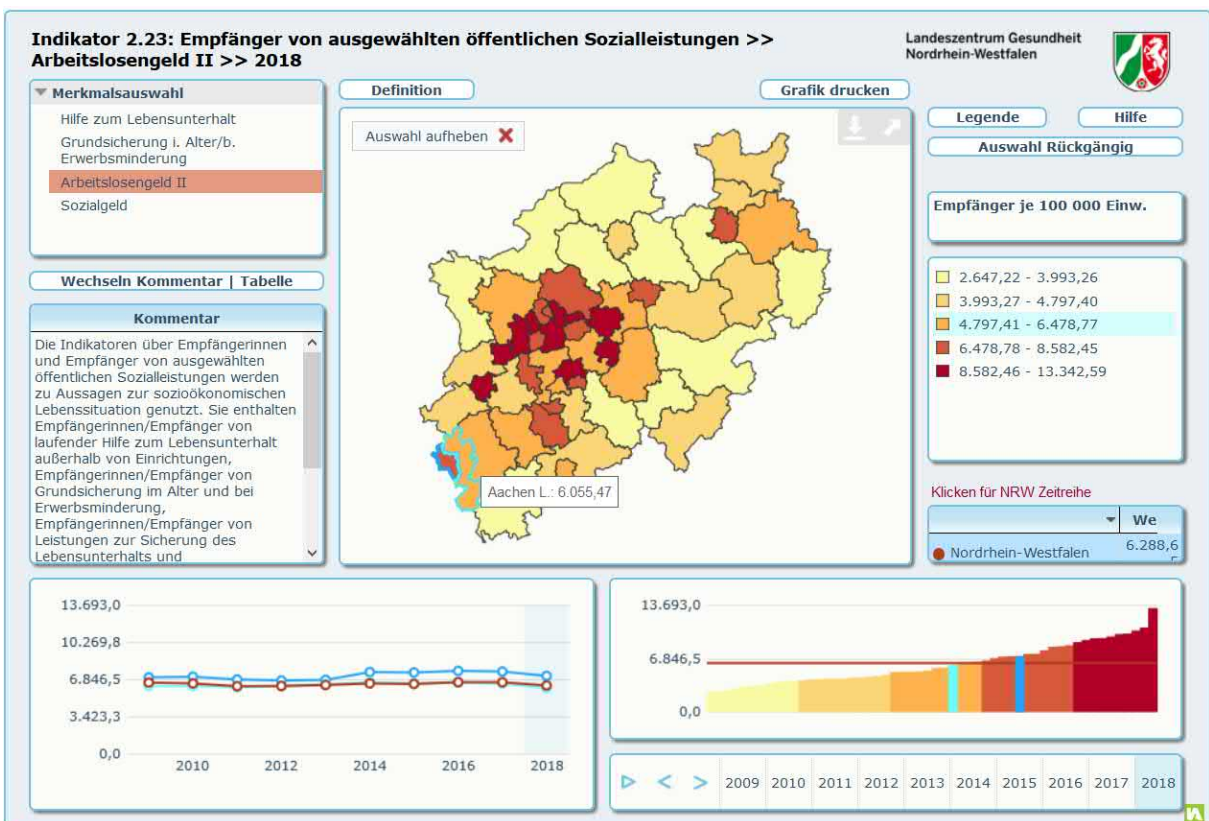 Indikator 2.23: Empfänger von ausgewählten öffentlichen Sozialleistungen >>
Arbeitslosengeld II >> 2018
Landeszentrum Gesundheit
Nordrhein-Westfalen
Merkmalsauswahl
Hilfe zum Lebensunterhalt
Grundsicherung i. Alter/b.
Erwerbsminderung
Arbeitslosengeld II
Sozialgeld
Wechseln Kommentar | Tabelle
Kommentar
Die Indikatoren über Empfängerinnen
und Empfänger von ausgewählten
öffentlichen Sozialleistungen werden
zu Aussagen zur sozioökonomischen
Lebenssituation genutzt. Sie enthalten
Empfängerinnen/Empfänger von
laufender Hilfe zum Lebensunterhalt
außerhalb von Einrichtungen,
Empfängerinnen/Empfänger von
Grundsicherung im Alter und bei
Erwerbsminderung,
Empfängerinnen/Empfänger von
Leistungen zur Sicherung des
Lebensunterhalts und
Definition
Grafik drucken
Auswahl aufheben
Aachen L.: 6.055,47
Legende
Hilfe
Auswahl Rückgängig
Empfänger je 100 000 Einw.
2.647,22 - 3.993,26
3.993,27 - 4.797,40
4.797,41 - 6.478,77
6.478,78 - 8.582,45
8.582,46 - 13.342,59
Klicken für NRW Zeitreihe
We
Nordrhein-Westfalen 6.288,6
13.693,0
10.269,8
6.846,5
3.423,3
0,0
2010 2012 2014 2016 2018
13.693,0
6.846,5
0,0
2009 2010 2011 2012 2013 2014 2015 2016 2017 2018